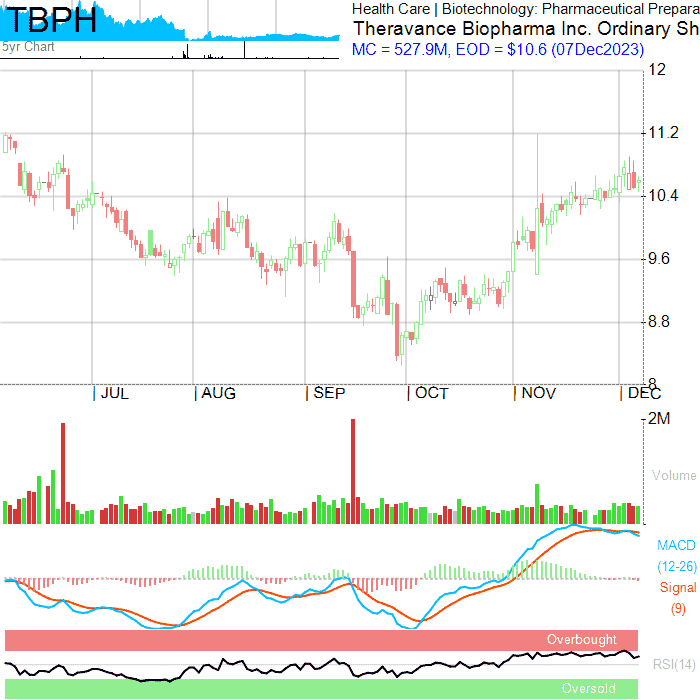 TBPH
5yr Chart
Health Care | Biotechnology: Pharmaceutical Prepara
Theravance Biopharma Inc. Ordinary Sh
MC = 527.9M, EOD = $10.6 (07Dec2023)
12
11.2
10.4
9.6
8.8
8
JUL
AUG
SEP
OCT
NOV
DEC
2M
Volume
MACD
(12-26)
Signal
(9)
Overbought
RSI(14)
Oversold